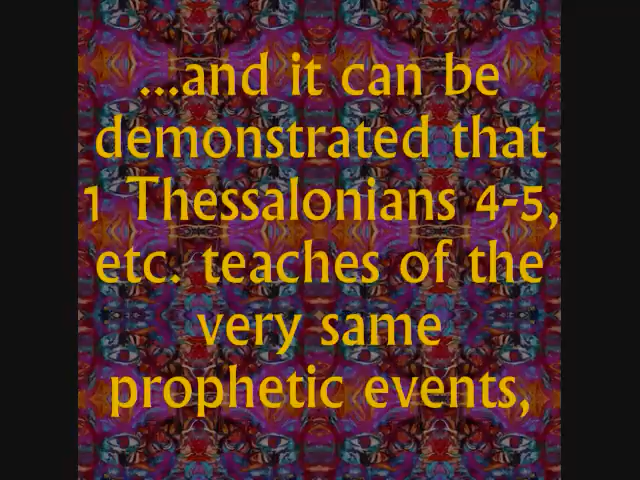 ...and it can be
demonstrated that
1 Thessalonians 4-5,
etc. teaches of the
very same
prophetic events,